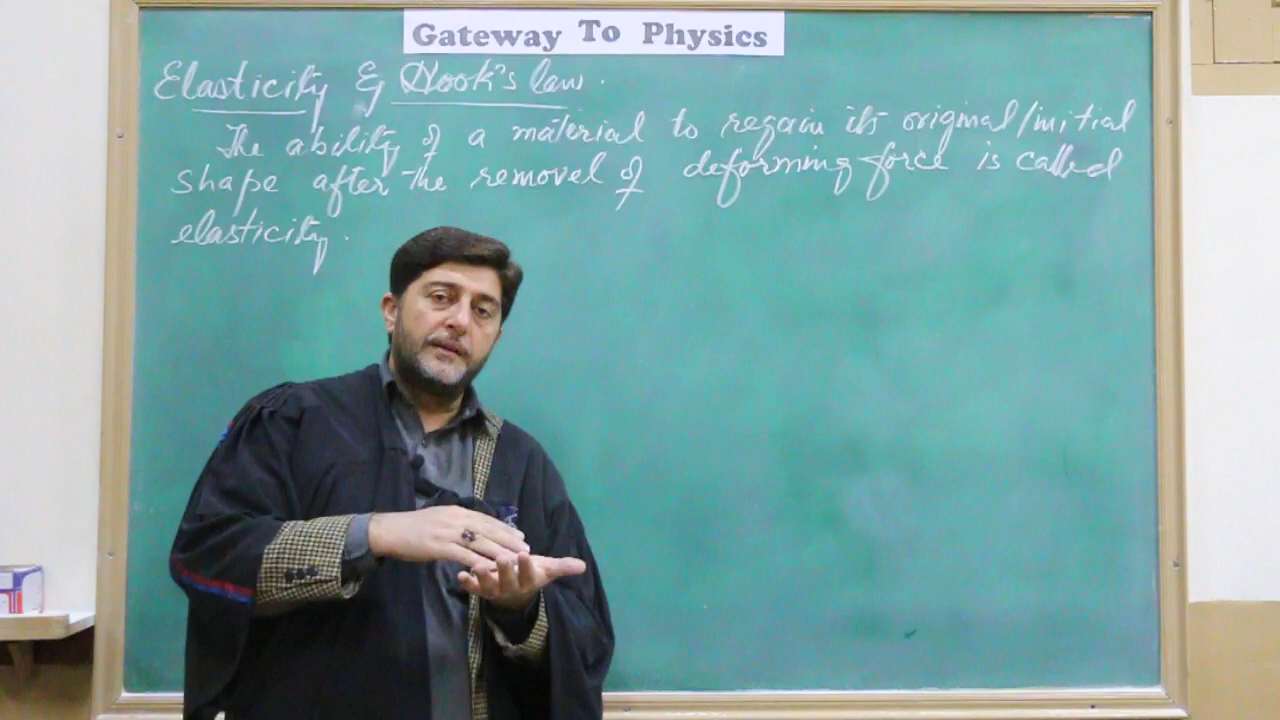 Gateway To Physics
Elasticity & Hook's law.
The ability of a material to regain its original/initial
shape after the removel of deforming force is called
elasticity.